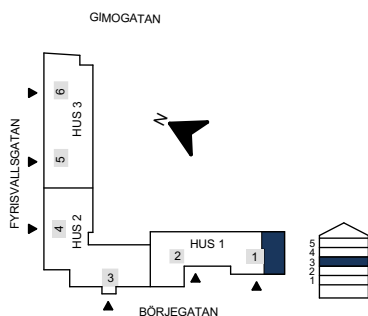 GIMOGATAN
FYRISVALLSGATAN
6
HUS 3
5
4
HUS 2
3
N
HUS 1
2
1
BÖRJEGATAN
5
4
3
2
1